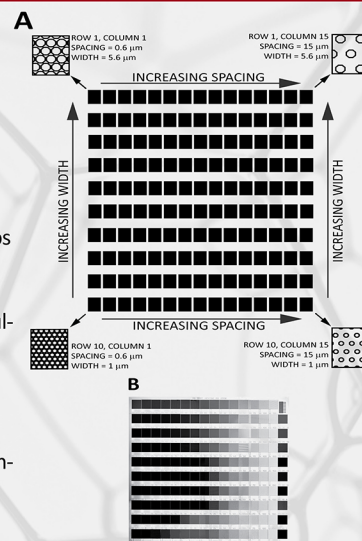 A
ROW 1, COLUMN 1
SPACING = 0.6 µm
WIDTH = 5.6 µm
ROW 1, COLUMN 15
SPACING = 15 µm
WIDTH = 5.6 µm
INCREASING SPACING
INCREASING WIDTH
INCREASING WIDTH
INCREASING SPACING
ROW 10, COLUMN 1
SPACING = 0.6 µm
WIDTH = 1 µm
ROW 10, COLUMN 15
SPACING = 15 µm
WIDTH = 1 µm
B